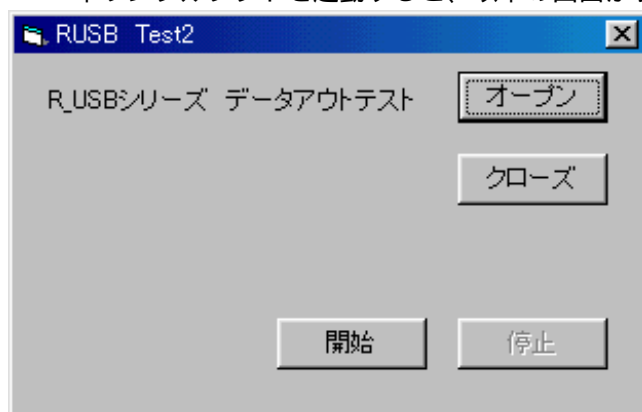 RUSB Test2
R_USBシリーズ データアウトテスト
オープン
クローズ
開始
停止